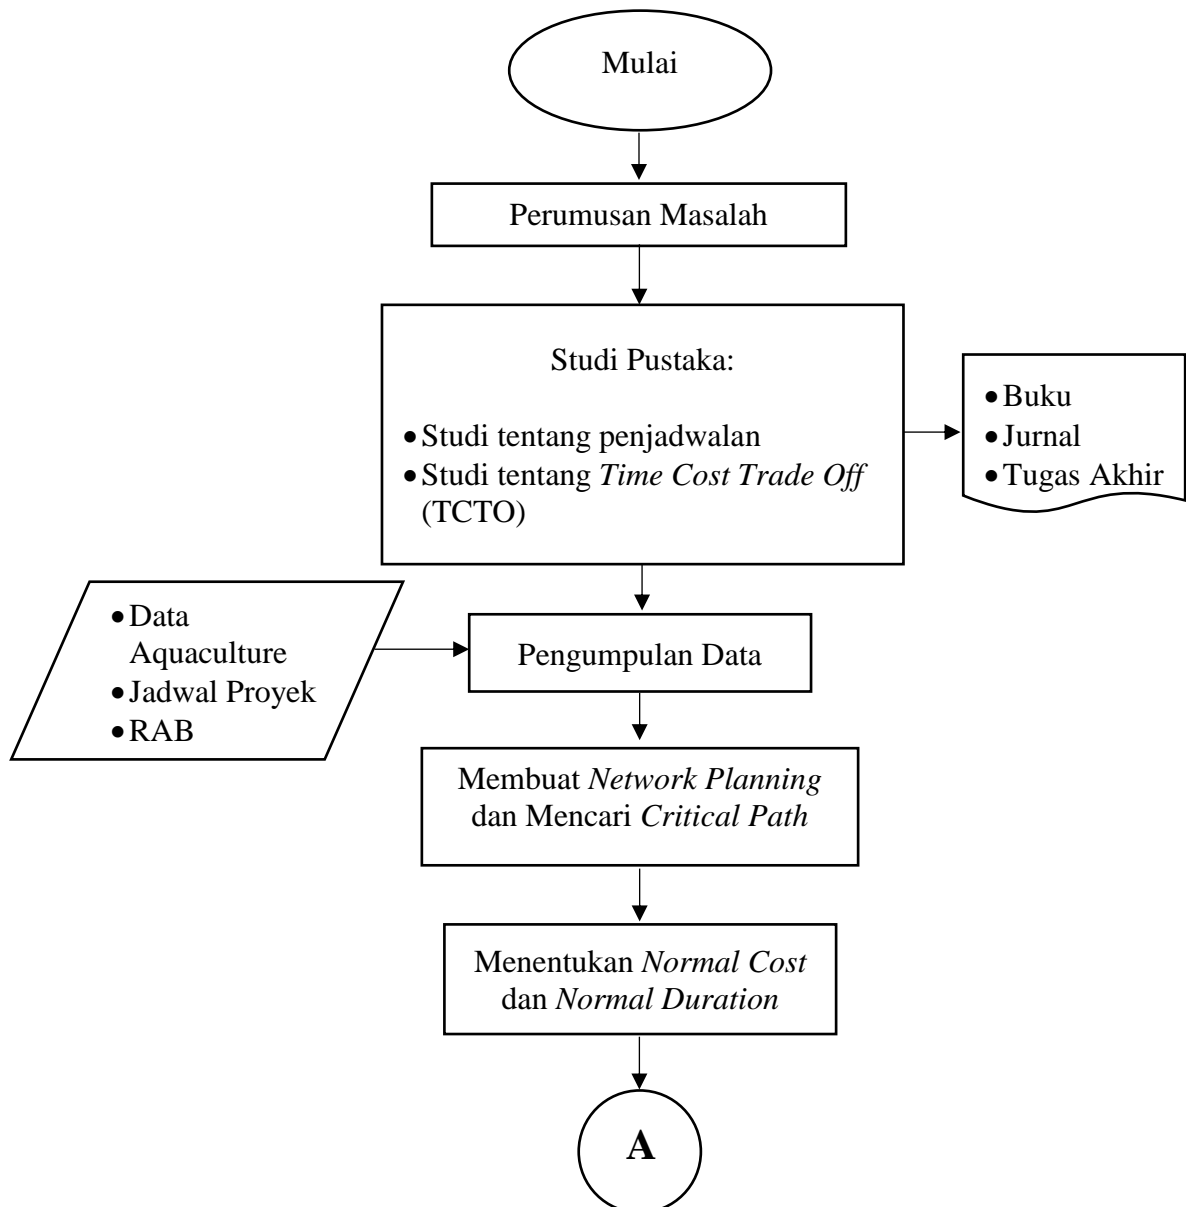 Mulai
Perumusan Masalah
Studi Pustaka:
•Studi tentang penjadwalan
•Studi tentang Time Cost Trade Off
(TCTO)
•Buku
•Jurnal
•Tugas Akhir
•Data
Aquaculture
•Jadwal Proyek
•RAB
Pengumpulan Data
Membuat Network Planning
dan Mencari Critical Path
Menentukan Normal Cost
dan Normal Duration
A